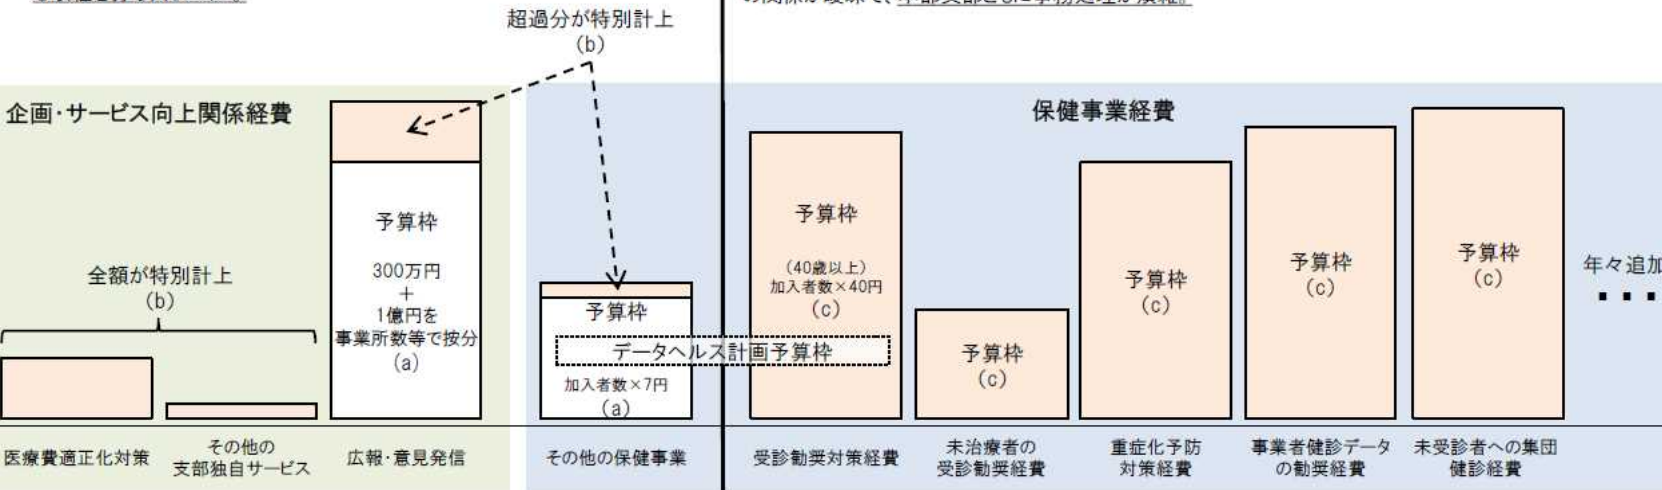 超過分が特別計上
（b）
企画・サービス向上関係経費
保健事業経費
全額が特別計上
（b）
予算枠
300万円
＋
1億円を
事業所数等で按分
（a）
予算枠
データヘルス計画予算枠
加入者数×7円
（a）
予算枠
（40歳以上）
加入者数×40円
（c）
予算枠
（c）
予算枠
（c）
予算枠
（c）
予算枠
（c）
年々追加
医療費適正化対策
その他の
支部独自サービス
広報・意見発信
その他の保健事業
受診勧奨対策経費
未治療者の
受診勧奨経費
重症化予防
対策経費
事業者健診データ
の勧奨経費
未受診者への集団
健診経費